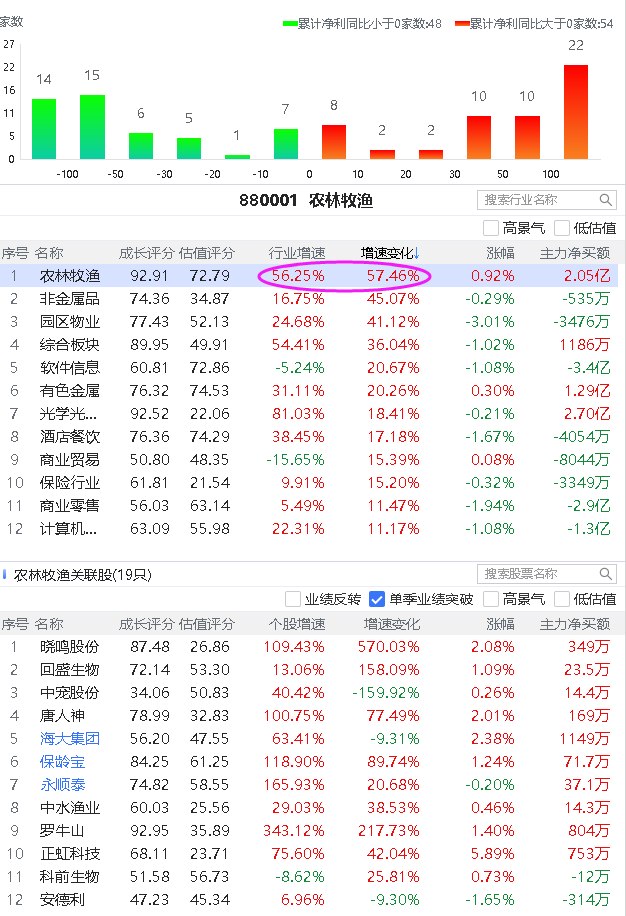 家数
累计净利同比小于0家数:48 累计净利同比大于0家数:54
27
22
16
11
5
0
14 15 6 5 1 7 8 2 2 10 10 22
-100 -50 -30 -20 -10 0 10 20 30 50 100
880001 农林牧渔 搜索行业名称
高景气 低估值
序号 名称 成长评分 估值评分 行业增速 增速变化↓ 涨幅 主力净买额
1 农林牧渔 92.91 72.79 56.25% 57.46% 0.92% 2.05亿
2 非金属品 74.36 34.87 16.75% 45.07% -0.29% -535万
3 园区物业 77.43 52.13 24.68% 41.12% -3.01% -3476万
4 综合板块 89.95 49.91 54.41% 36.04% -1.02% 1186万
5 软件信息 60.81 72.86 -5.24% 20.67% -1.08% -3.4亿
6 有色金属 76.32 74.53 31.11% 20.26% 0.30% 1.29亿
7 光学光... 92.52 22.06 81.03% 18.41% -0.21% 2.70亿
8 酒店餐饮 76.36 74.29 38.45% 17.18% -1.67% -4054万
9 商业贸易 50.80 48.35 -15.65% 15.39% 0.08% -8044万
10 保险行业 61.81 21.54 9.91% 15.20% -0.32% -3349万
11 商业零售 56.03 63.14 5.49% 11.47% -1.94% -2.9亿
12 计算机... 63.09 55.98 22.31% 11.17% -1.08% -1.3亿
农林牧渔关联股(19只) 搜索股票名称
业绩反转 单季业绩突破 高景气 低估值
序号 名称 成长评分 估值评分 个股增速 增速变化 涨幅 主力净买额
1 晓鸣股份 87.48 26.86 109.43% 570.03% 2.08% 349万
2 回盛生物 72.14 53.30 13.06% 158.09% 1.09% 23.5万
3 中宠股份 34.06 50.83 40.42% -159.92% 0.26% 14.4万
4 唐人神 78.99 32.83 100.75% 77.49% 2.01% 169万
5 海大集团 56.20 47.55 63.41% -9.31% 2.38% 1149万
6 保龄宝 84.25 61.25 118.90% 89.74% 1.24% 71.7万
7 永顺泰 74.82 58.55 165.93% 20.68% -0.20% 37.1万
8 中水渔业 60.03 25.56 29.03% 38.53% 0.46% 14.3万
9 罗牛山 92.95 35.89 343.12% 217.73% 1.40% 804万
10 正虹科技 68.11 23.71 75.60% 42.04% 5.89% 753万
11 科前生物 51.58 56.73 -8.62% 25.81% 0.73% -12万
12 安德利 47.23 45.34 6.96% -9.30% -1.65% -314万